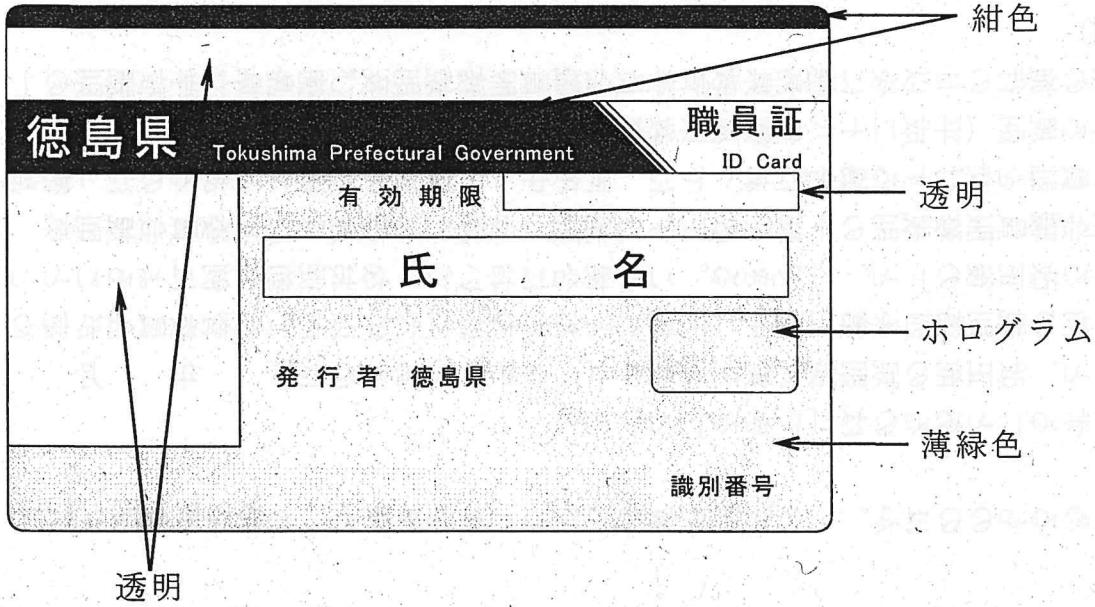 紺色
徳島県 Tokushima Prefectural Government
職員証
ID Card
有効期限
透明
氏名
ホログラム
発行者 徳島県
薄緑色
識別番号
透明